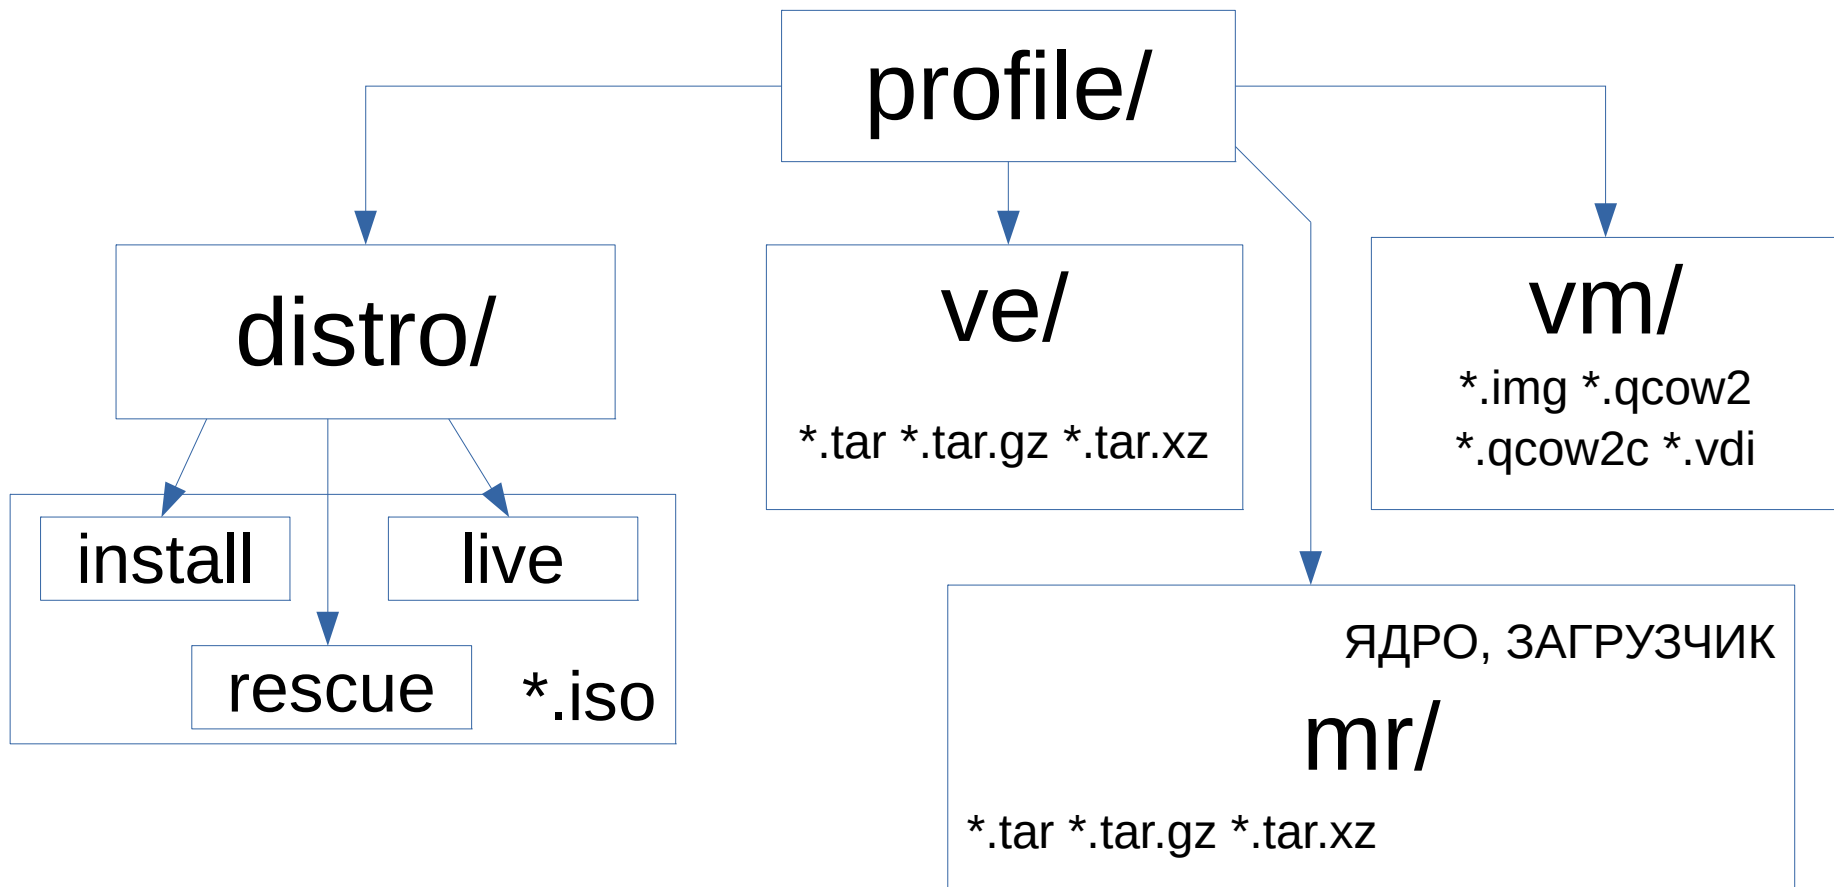 profile/
distro/
ve/
*.tar *.tar.gz *.tar.xz
vm/
*.img *.qcow2
*.qcow2c *.vdi
install
live
rescue
*.iso
ЯДРО, ЗАГРУЗЧИК
mr/
*.tar *.tar.gz *.tar.xz